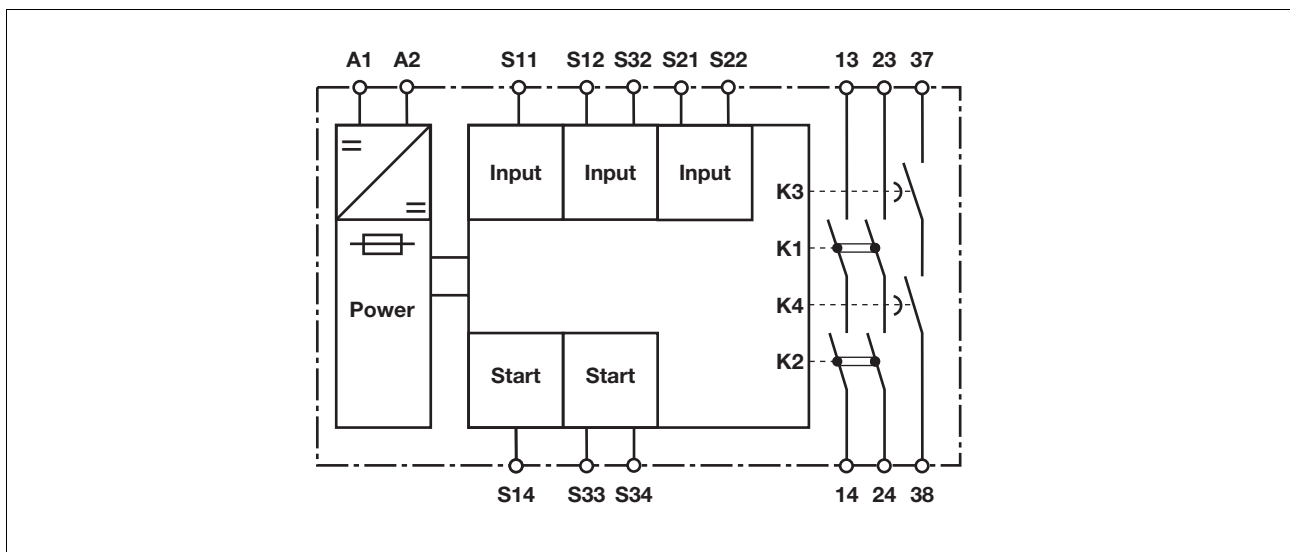 A1 A2 S11 S12 S32 S21 S22 13 23 37
Input Input Input
K3
K1
K4
Power
K2
Start Start
S14 S33 S34 14 24 38